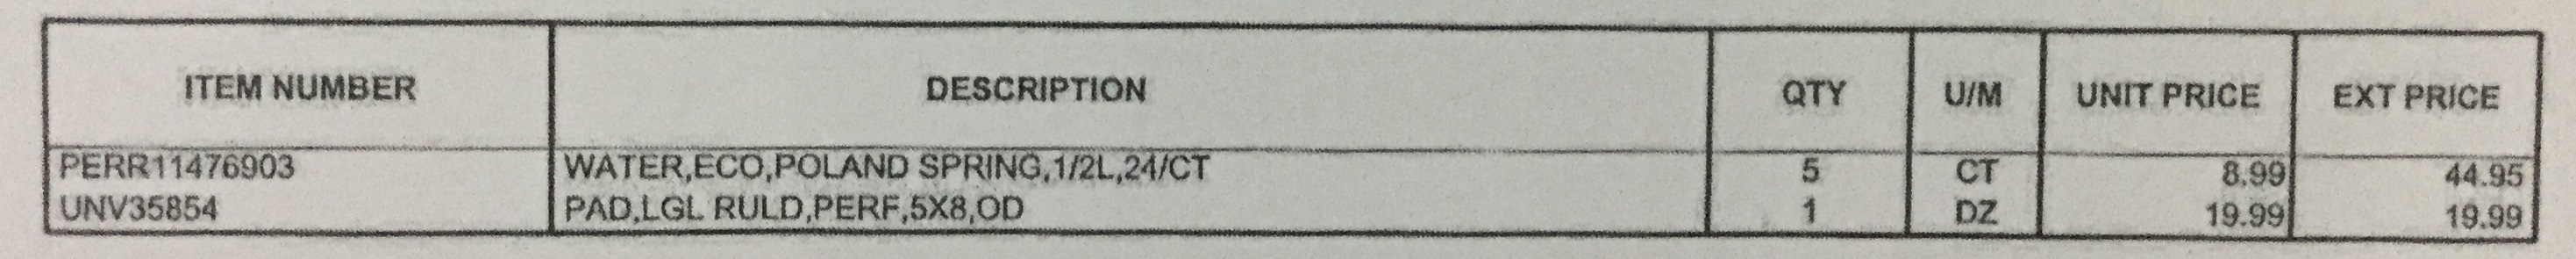 ITEM NUMBER DESCRIPTION QTY U/M UNIT PRICE EXT PRICE
PERR11476903 WATER,ECO,POLAND SPRING,1/2L,24/CT 5 CT 8.99 44.95
UNV35854 PAD,LGL RULD,PERF,5X8,OD 1 DZ 19.99 19.99